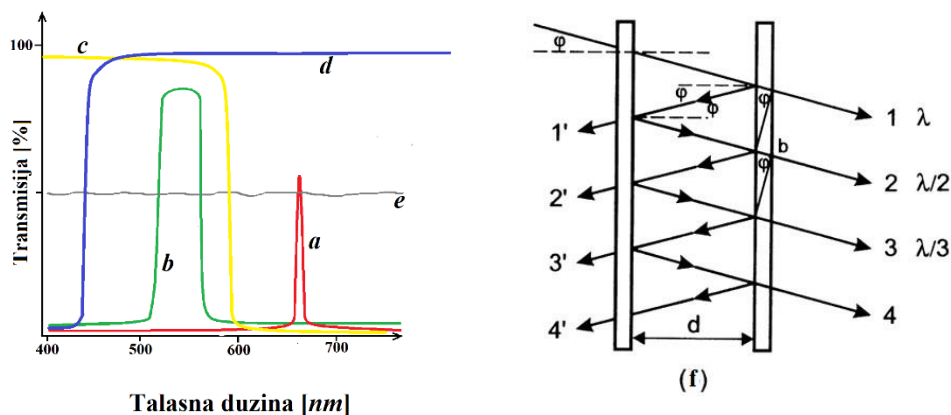 100
c
d
φ
Transmisija [%]
e
b
a
400
500
600
700
Talasna duzina [nm]
φ
φ
φ
φ
b
φ
1'
2'
3'
4'
1 λ
2 λ/2
3 λ/3
4
d
(f)